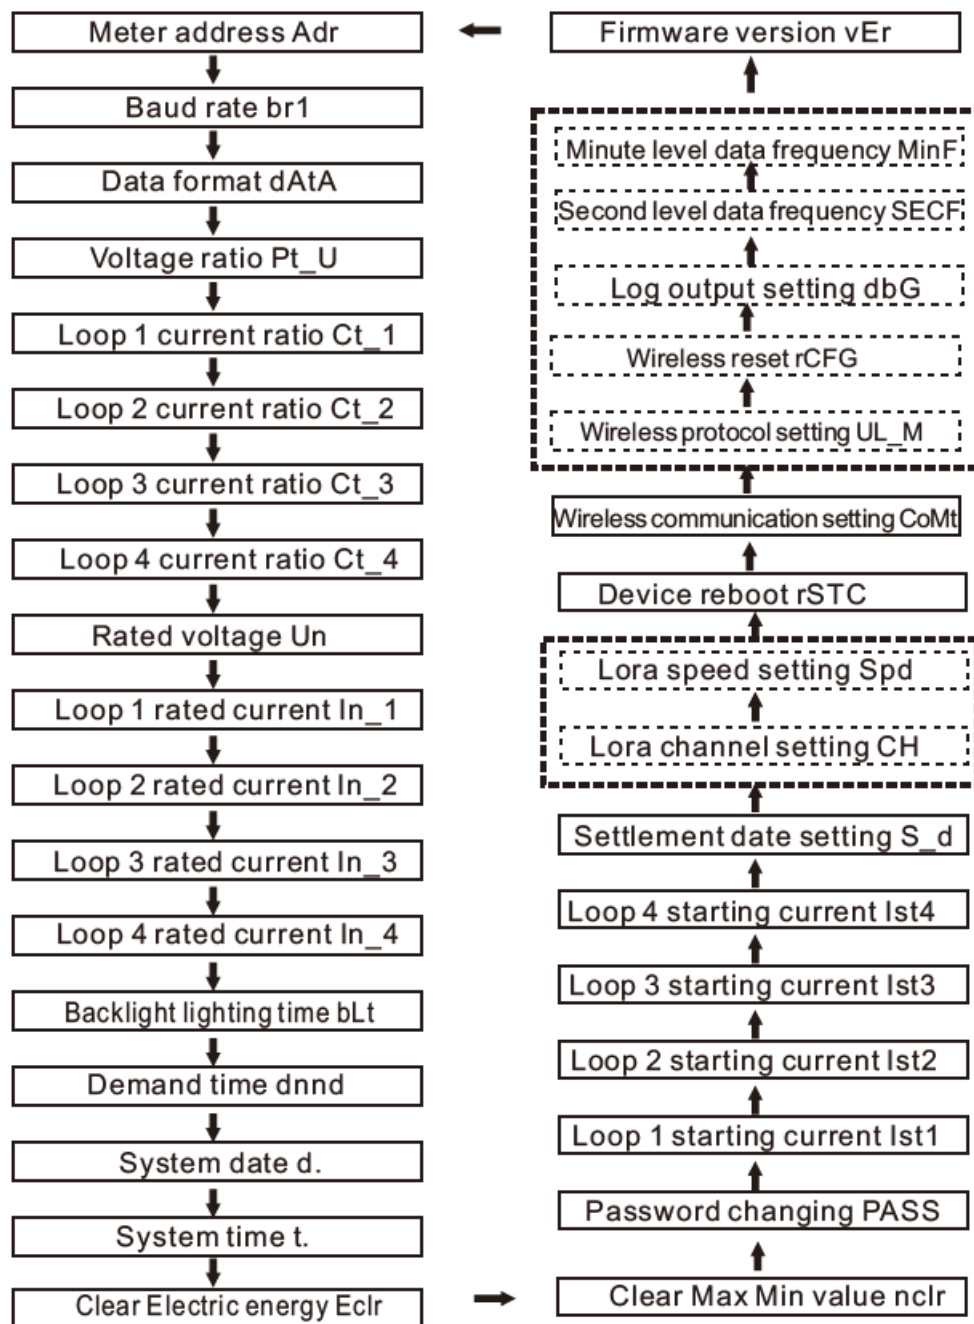 Meter address Adr
Baud rate br1
Data format dAtA
Voltage ratio Pt_U
Loop 1 current ratio Ct_1
Loop 2 current ratio Ct_2
Loop 3 current ratio Ct_3
Loop 4 current ratio Ct_4
Rated voltage Un
Loop 1 rated current In_1
Loop 2 rated current In_2
Loop 3 rated current In_3
Loop 4 rated current In_4
Backlight lighting time bLt
Demand time dnnd
System date d.
System time t.
Clear Electric energy Eclr
Firmware version vEr
Minute level data frequency MinF
Second level data frequency SECF
Log output setting dbG
Wireless reset rCFG
Wireless protocol setting UL_M
Wireless communication setting CoMt
Device reboot rSTC
Lora speed setting Spd
Lora channel setting CH
Settlement date setting S_d
Loop 4 starting current Ist4
Loop 3 starting current Ist3
Loop 2 starting current Ist2
Loop 1 starting current Ist1
Password changing PASS
Clear Max Min value nclr